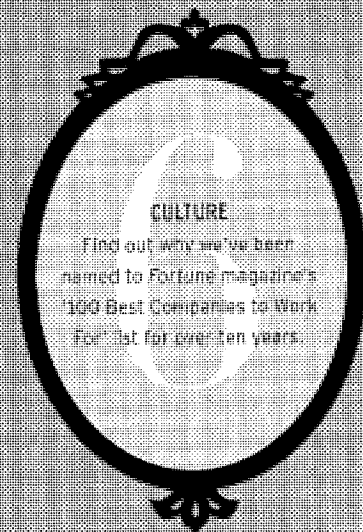 6
CULTURE
Find out why we've been
named to Fortune magazine's
'100 Best Companies to Work
For' list for over ten years.